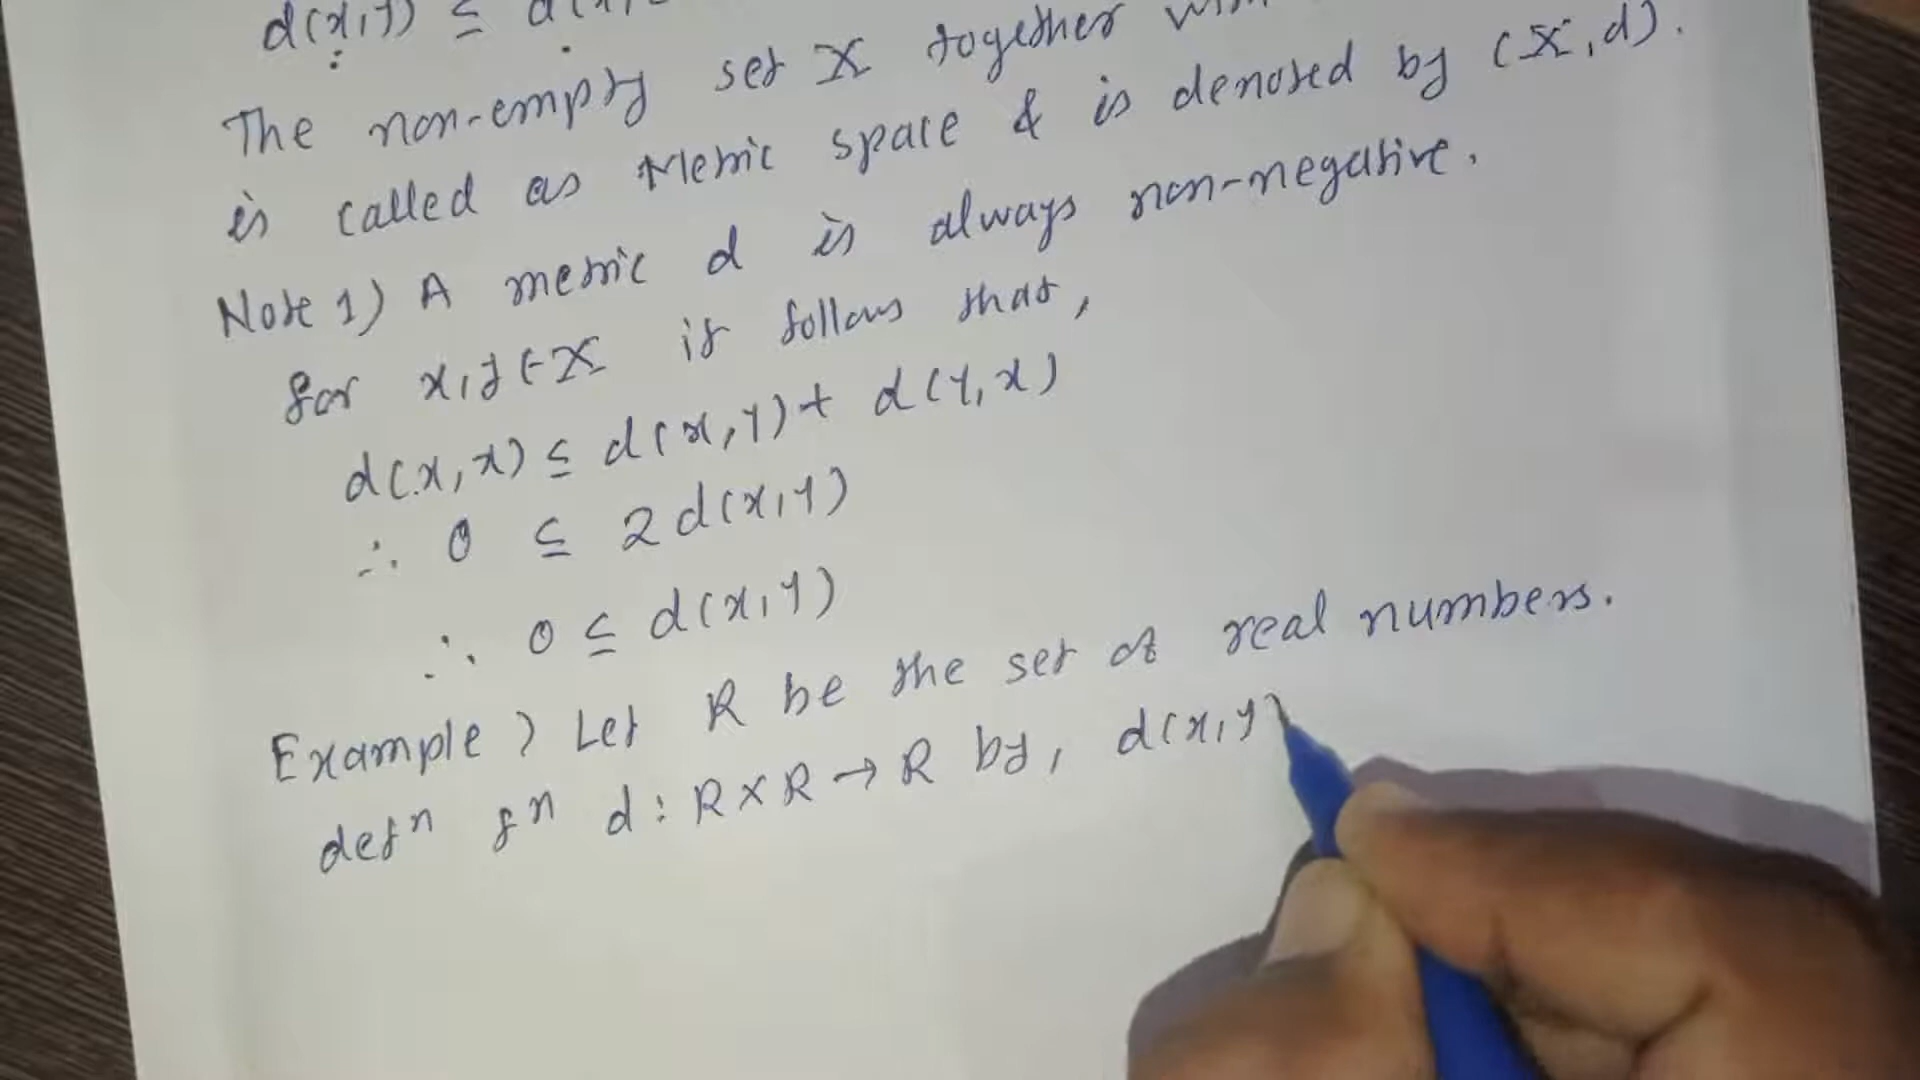 d(x,y) ≤ d(
The non-empty set X together
is called as Metric space & is denoted by (X,d).
Note 1) A metric d is always non-negative.
for x,y ∈ X it follows that,
d(x,x) ≤ d(x,y) + d(y,x)
∴ 0 ≤ 2d(x,y)
∴ 0 ≤ d(x,y)
Example) Let R be the set of real numbers.
defⁿ fⁿ d: R×R → R by, d(x,y)